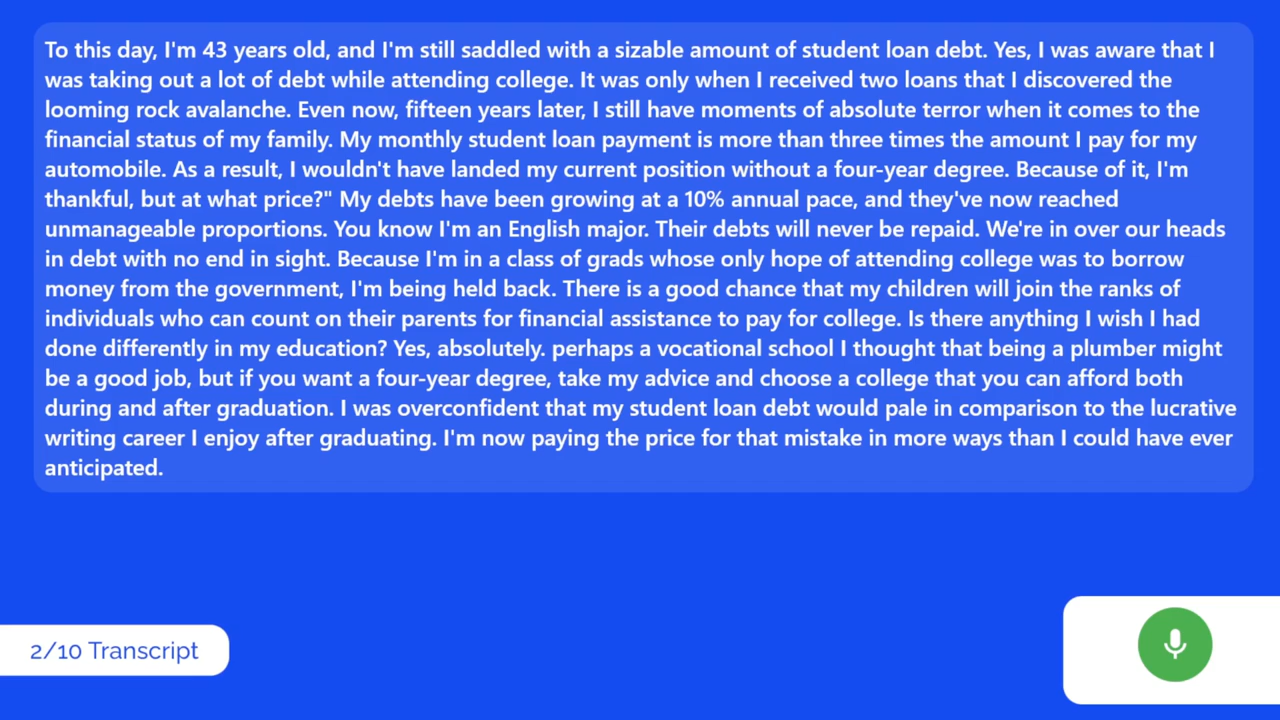 To this day, I'm 43 years old, and I'm still saddled with a sizable amount of student loan debt. Yes, I was aware that I
was taking out a lot of debt while attending college. It was only when I received two loans that I discovered the
looming rock avalanche. Even now, fifteen years later, I still have moments of absolute terror when it comes to the
financial status of my family. My monthly student loan payment is more than three times the amount I pay for my
automobile. As a result, I wouldn't have landed my current position without a four-year degree. Because of it, I'm
thankful, but at what price?" My debts have been growing at a 10% annual pace, and they've now reached
unmanageable proportions. You know I'm an English major. Their debts will never be repaid. We're in over our heads
in debt with no end in sight. Because I'm in a class of grads whose only hope of attending college was to borrow
money from the government, I'm being held back. There is a good chance that my children will join the ranks of
individuals who can count on their parents for financial assistance to pay for college. Is there anything I wish I had
done differently in my education? Yes, absolutely. perhaps a vocational school I thought that being a plumber might
be a good job, but if you want a four-year degree, take my advice and choose a college that you can afford both
during and after graduation. I was overconfident that my student loan debt would pale in comparison to the lucrative
writing career I enjoy after graduating. I'm now paying the price for that mistake in more ways than I could have ever
anticipated.
2/10 Transcript